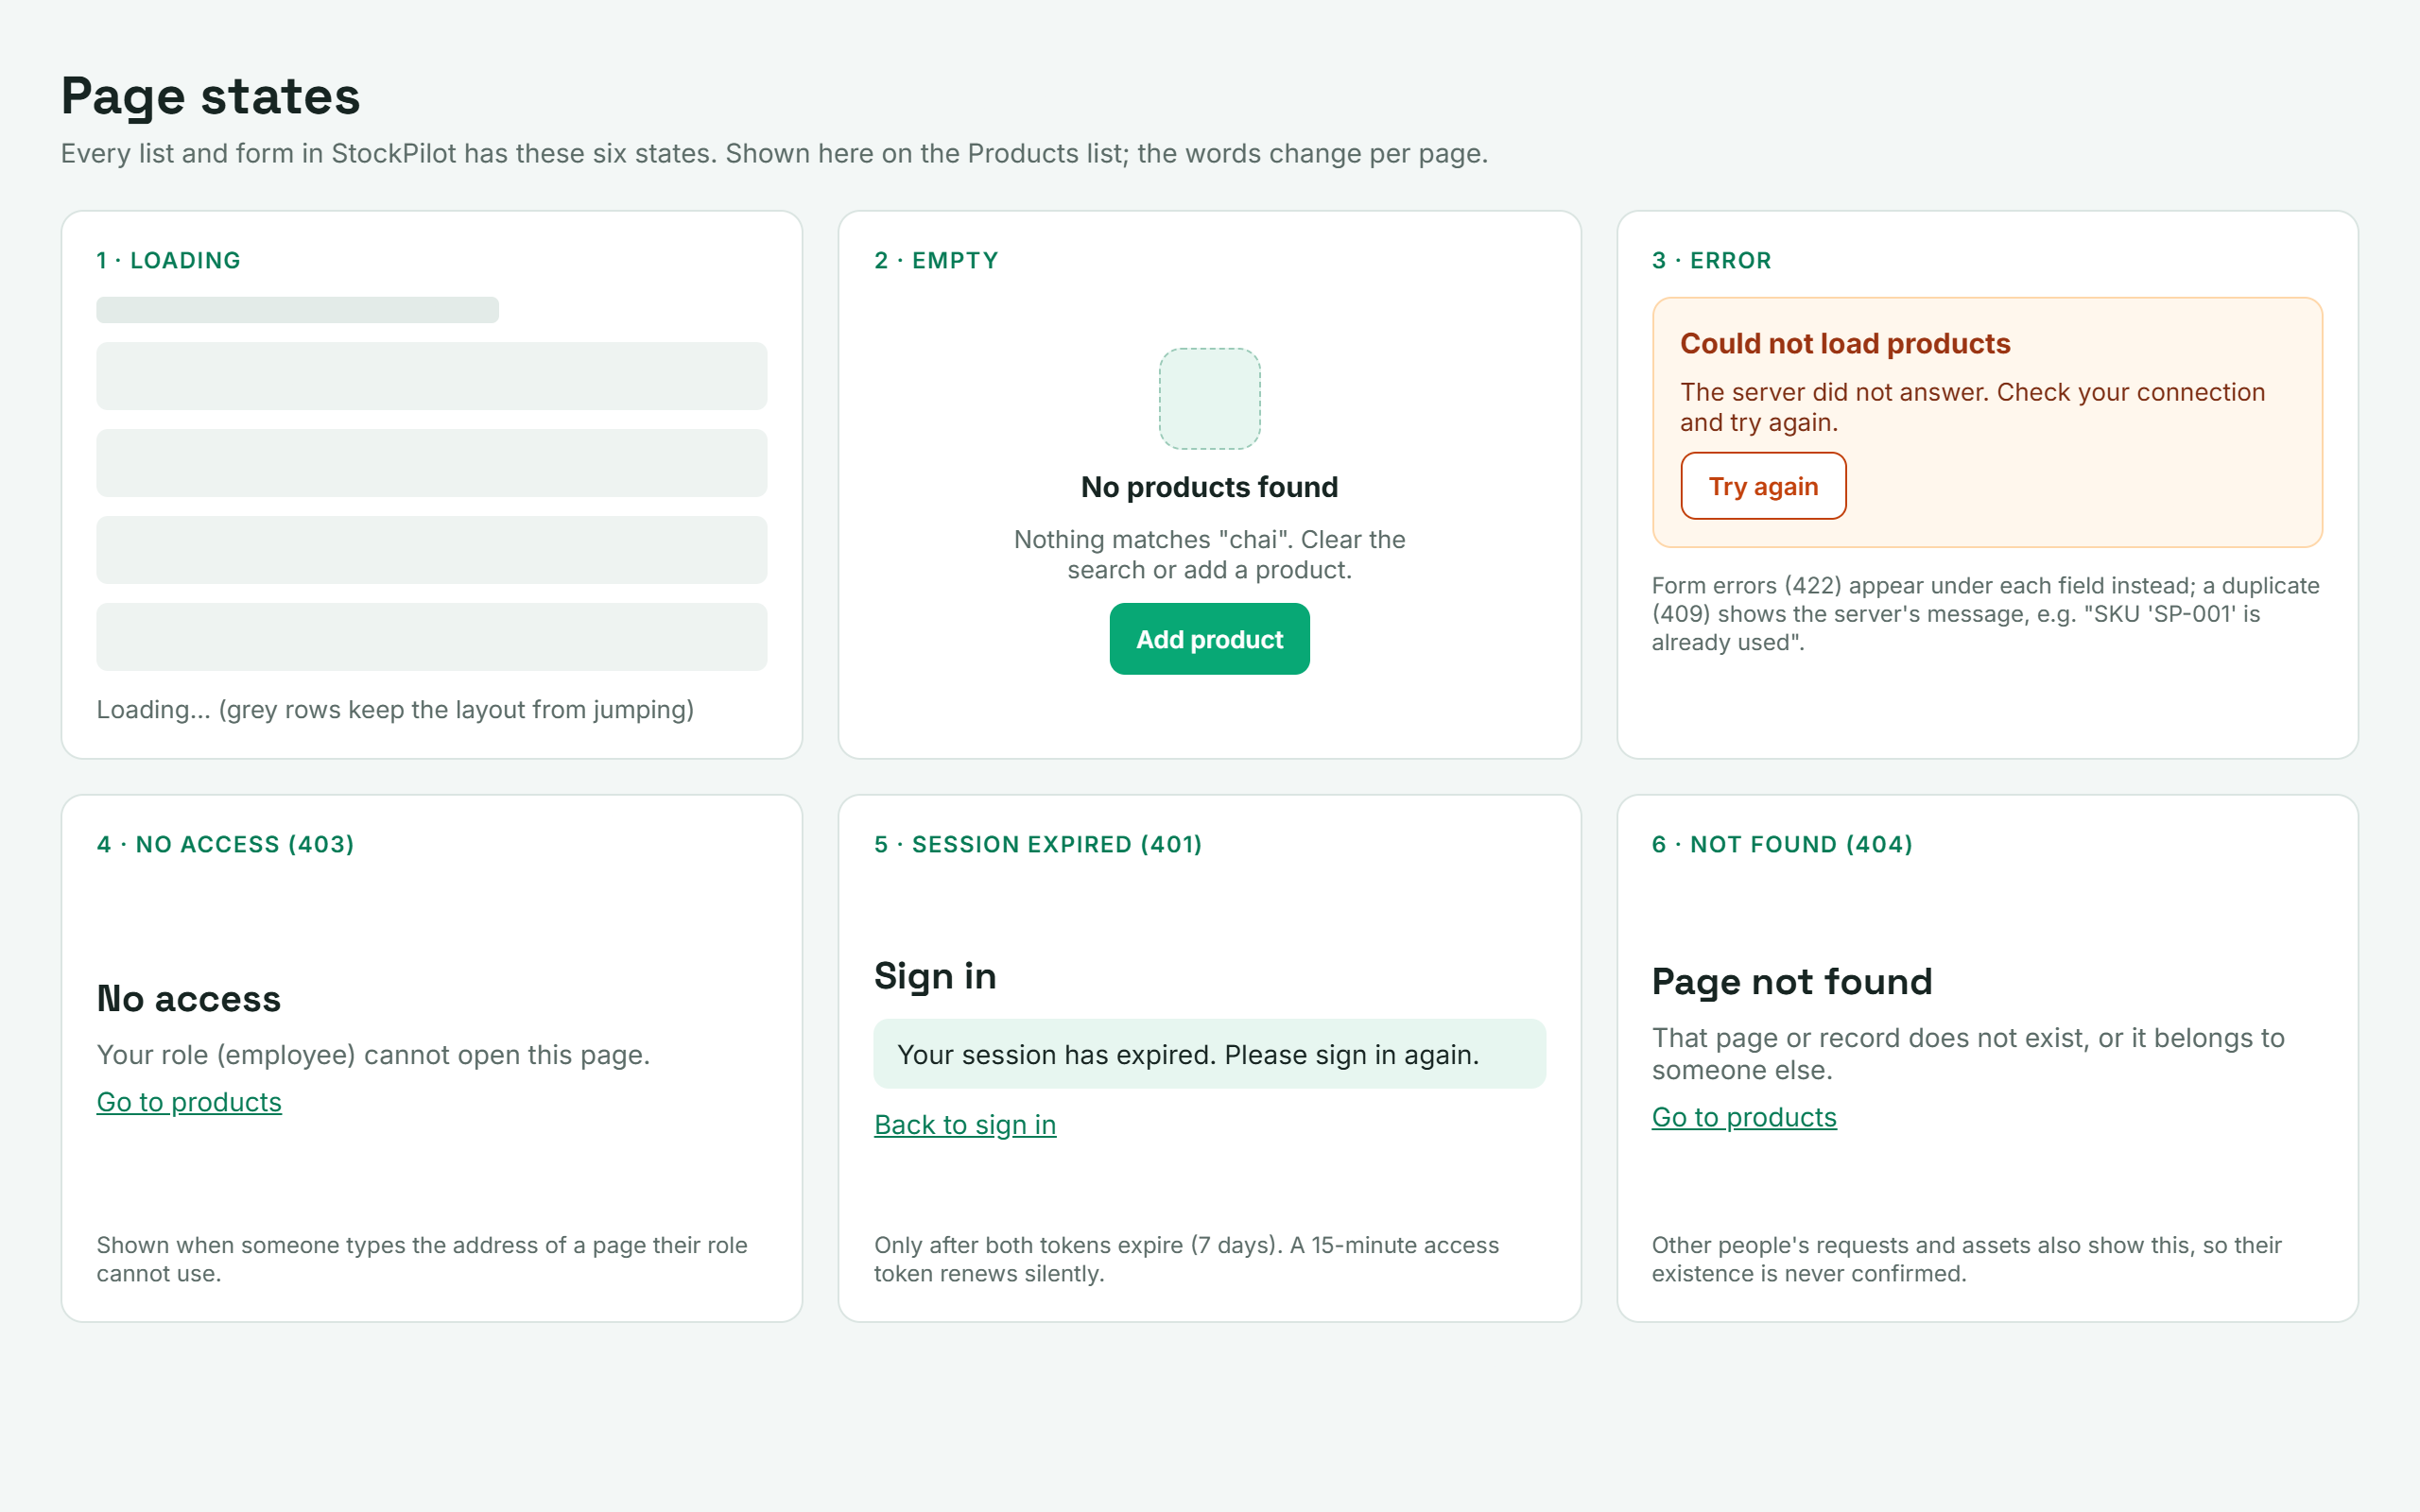 Page states
Every list and form in StockPilot has these six states. Shown here on the Products list; the words change per page.
1 · LOADING
Loading... (grey rows keep the layout from jumping)
2 · EMPTY
No products found
Nothing matches "chai". Clear the
search or add a product.
Add product
3 · ERROR
Could not load products
The server did not answer. Check your connection
and try again.
Try again
Form errors (422) appear under each field instead; a duplicate
(409) shows the server's message, e.g. "SKU 'SP-001' is
already used".
4 · NO ACCESS (403)
No access
Your role (employee) cannot open this page.
Go to products
Shown when someone types the address of a page their role
cannot use.
5 · SESSION EXPIRED (401)
Sign in
Your session has expired. Please sign in again.
Back to sign in
Only after both tokens expire (7 days). A 15-minute access
token renews silently.
6 · NOT FOUND (404)
Page not found
That page or record does not exist, or it belongs to
someone else.
Go to products
Other people's requests and assets also show this, so their
existence is never confirmed.